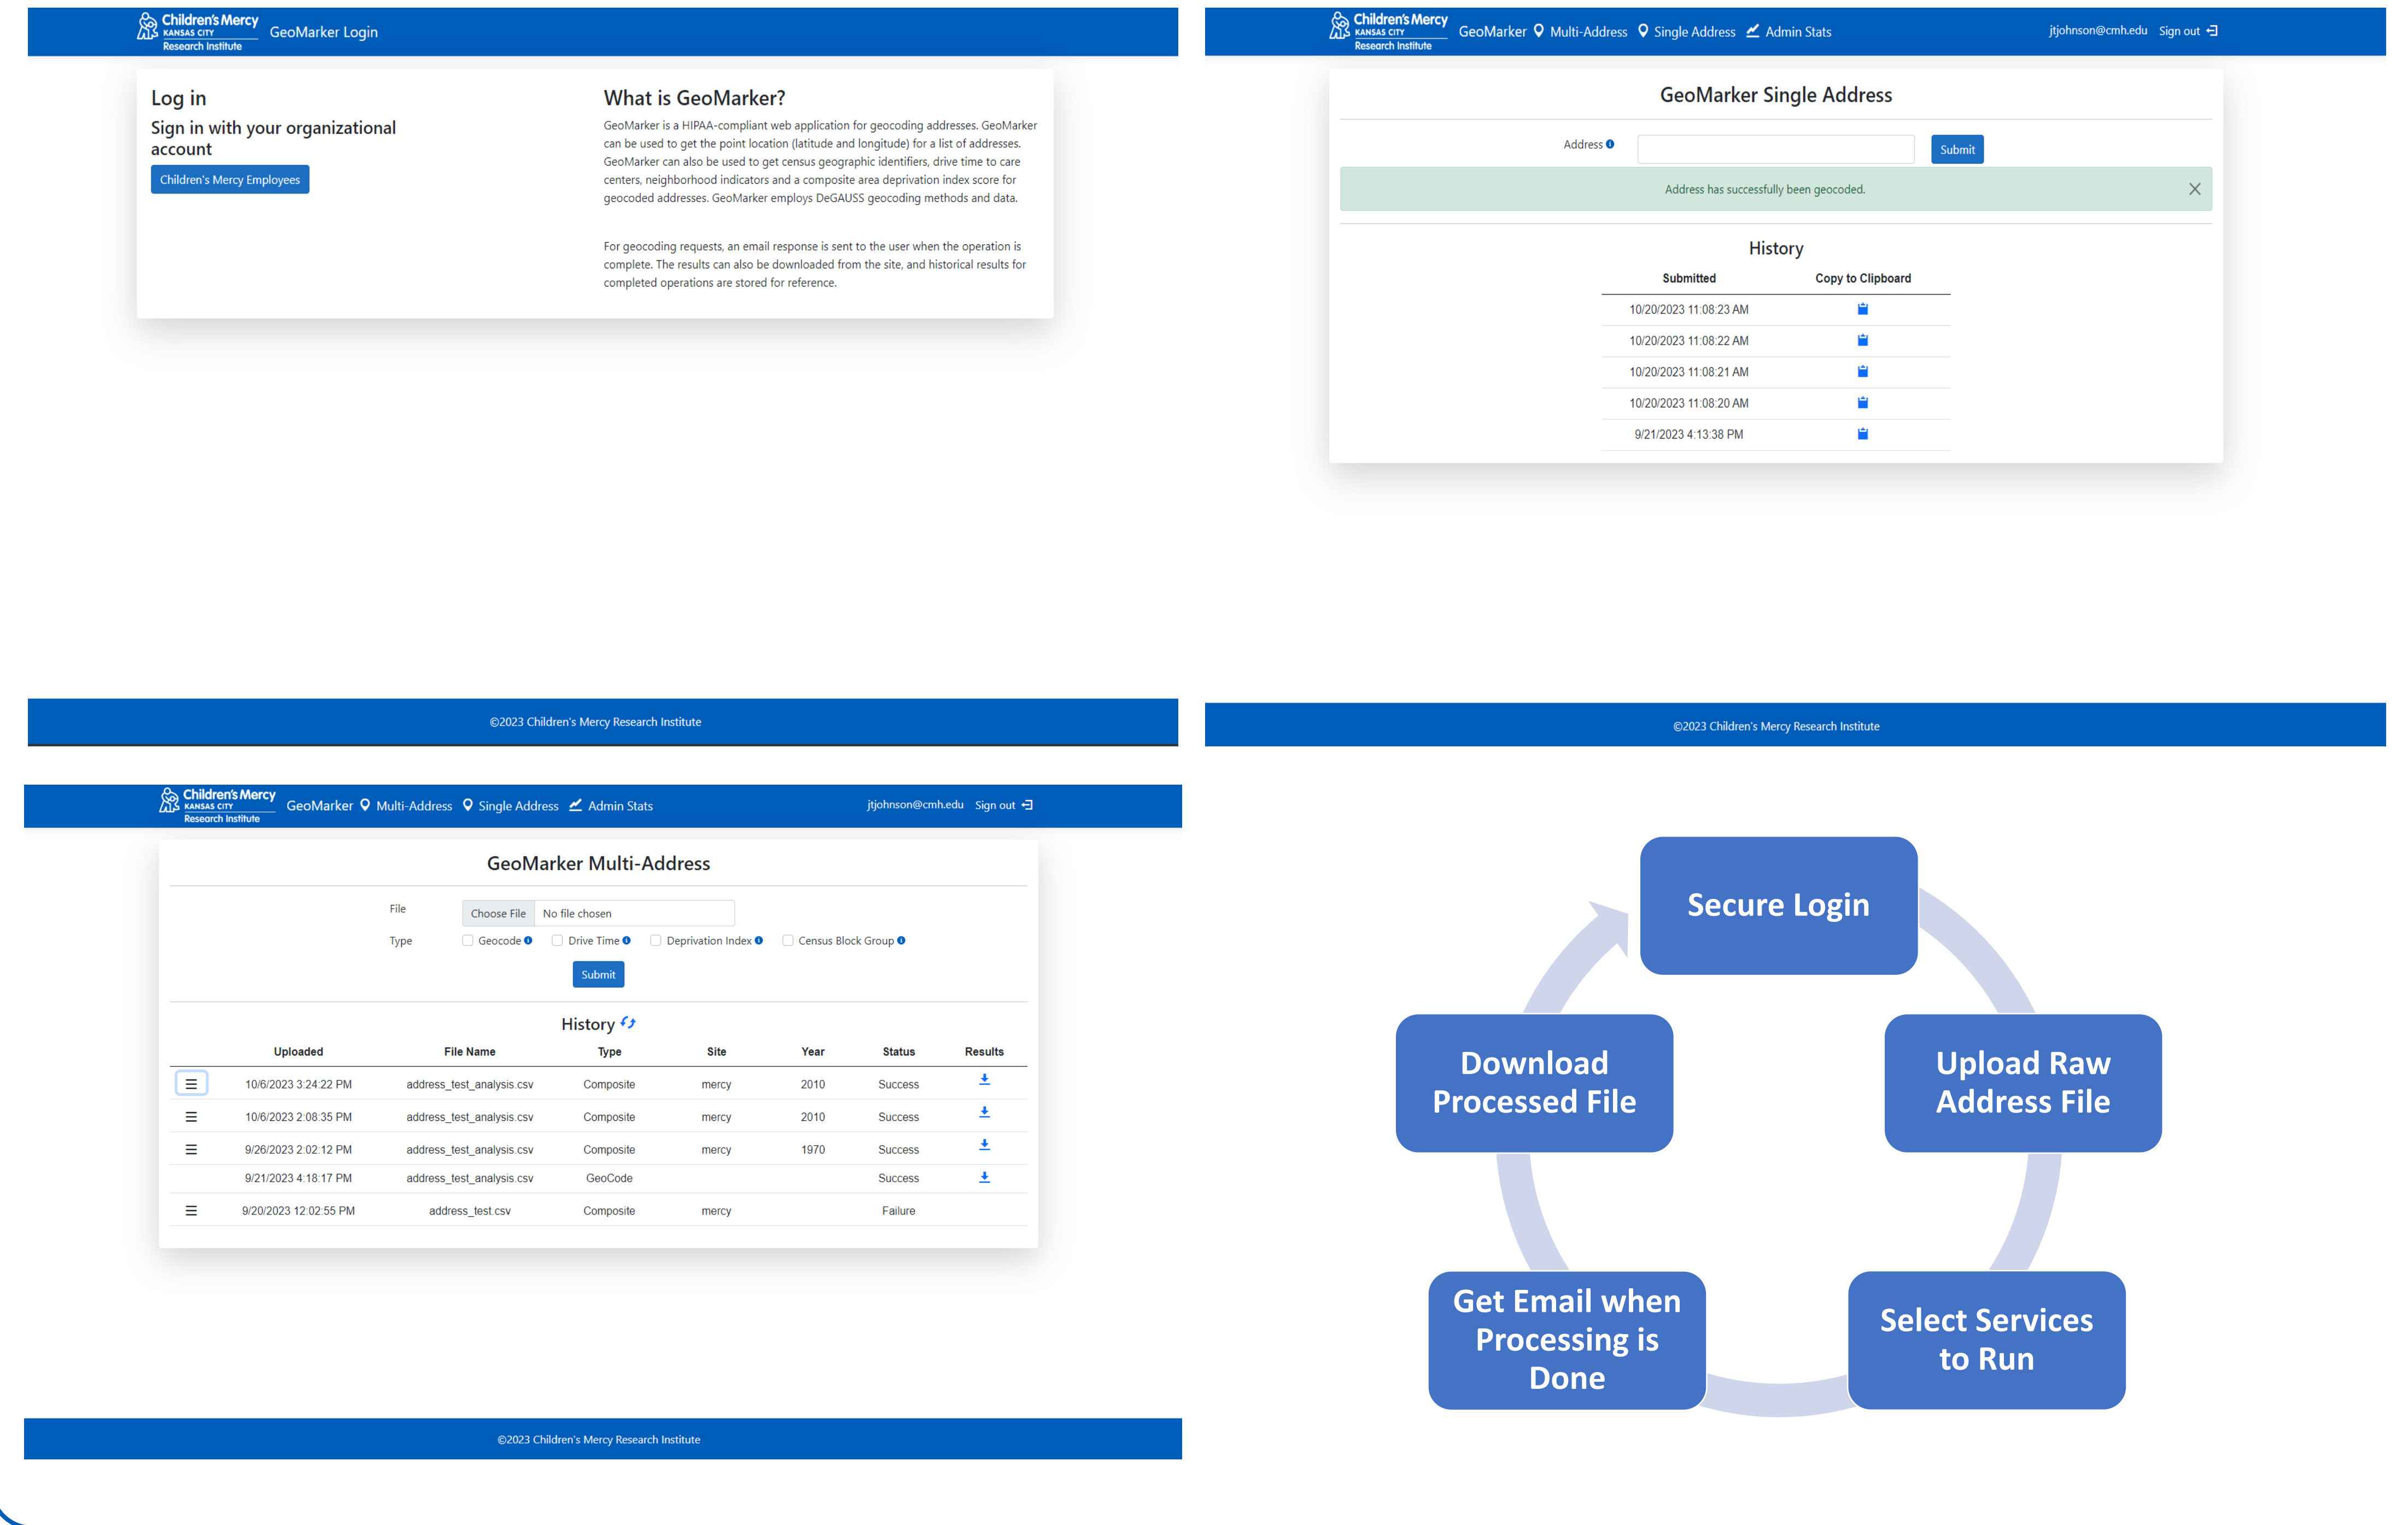 Children's Mercy
KANSAS CITY
Research Institute
GeoMarker Login
Log in
Sign in with your organizational
account
Children's Mercy Employees
What is GeoMarker?
GeoMarker is a HIPAA-compliant web application for geocoding addresses. GeoMarker
can be used to get the point location (latitude and longitude) for a list of addresses.
GeoMarker can also be used to get census geographic identifiers, drive time to care
centers, neighborhood indicators and a composite area deprivation index score for
geocoded addresses. GeoMarker employs DeGAUSS geocoding methods and data.
For geocoding requests, an email response is sent to the user when the operation is
complete. The results can also be downloaded from the site, and historical results for
completed operations are stored for reference.
©2023 Children's Mercy Research Institute
Children's Mercy
KANSAS CITY
Research Institute
GeoMarker Multi-Address Single Address Admin Stats jtjohnson@cmh.edu Sign out
GeoMarker Single Address
Address Submit
Address has successfully been geocoded.
History
Submitted Copy to Clipboard
10/20/2023 11:08:23 AM
10/20/2023 11:08:22 AM
10/20/2023 11:08:21 AM
10/20/2023 11:08:20 AM
9/21/2023 4:13:38 PM
©2023 Children's Mercy Research Institute
Children's Mercy
KANSAS CITY
Research Institute
GeoMarker Multi-Address Single Address Admin Stats jtjohnson@cmh.edu Sign out
GeoMarker Multi-Address
File Choose File No file chosen
Type Geocode Drive Time Deprivation Index Census Block Group
Submit
History
Uploaded File Name Type Site Year Status Results
10/6/2023 3:24:22 PM address_test_analysis.csv Composite mercy 2010 Success
10/6/2023 2:08:35 PM address_test_analysis.csv Composite mercy 2010 Success
9/26/2023 2:02:12 PM address_test_analysis.csv Composite mercy 1970 Success
9/21/2023 4:18:17 PM address_test_analysis.csv GeoCode Success
9/20/2023 12:02:55 PM address_test.csv Composite mercy Failure
©2023 Children's Mercy Research Institute
Secure Login
Upload Raw
Address File
Select Services
to Run
Get Email when
Processing is
Done
Download
Processed File